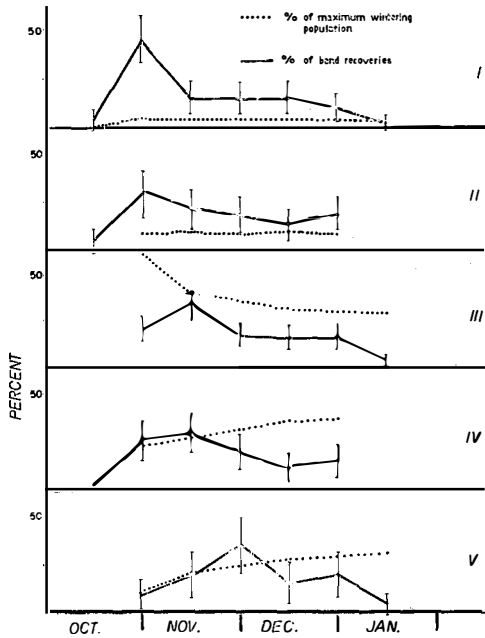 % of maximum wintering
population
% of band recoveries
50
I
50
II
50
III
50
IV
5C
V
PERCENT
OCT.
NOV.
DEC.
JAN.